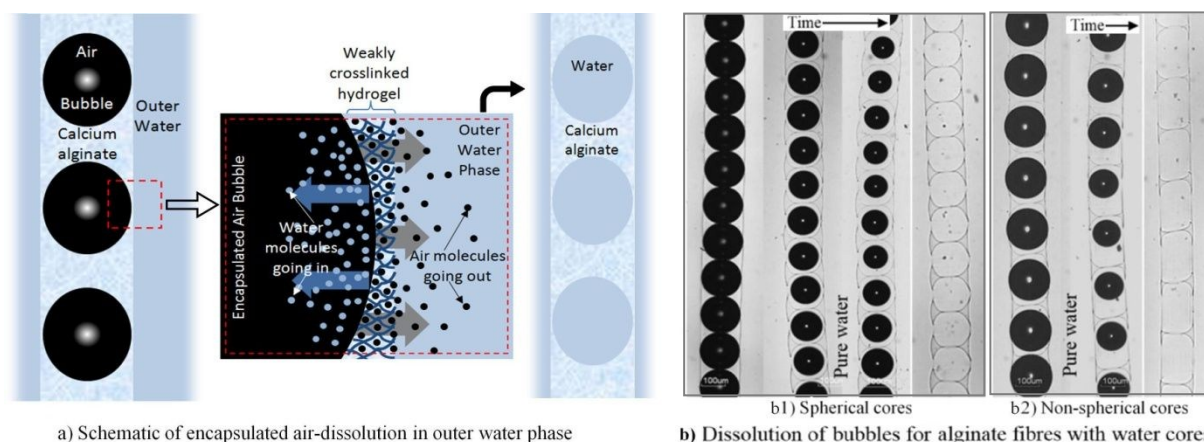 Air
Bubble
Calcium
alginate
Outer
Water
Weakly
crosslinked
hydrogel
Encapsulated Air Bubble
Water
molecules
going in
Outer
Water
Phase
Air molecules
going out
Water
Calcium
alginate
a) Schematic of encapsulated air-dissolution in outer water phase
Time
Pure water
100um
100um
b1) Spherical cores
Time
Pure water
100um
100um
b2) Non-spherical cores
b) Dissolution of bubbles for alginate fibres with water cores